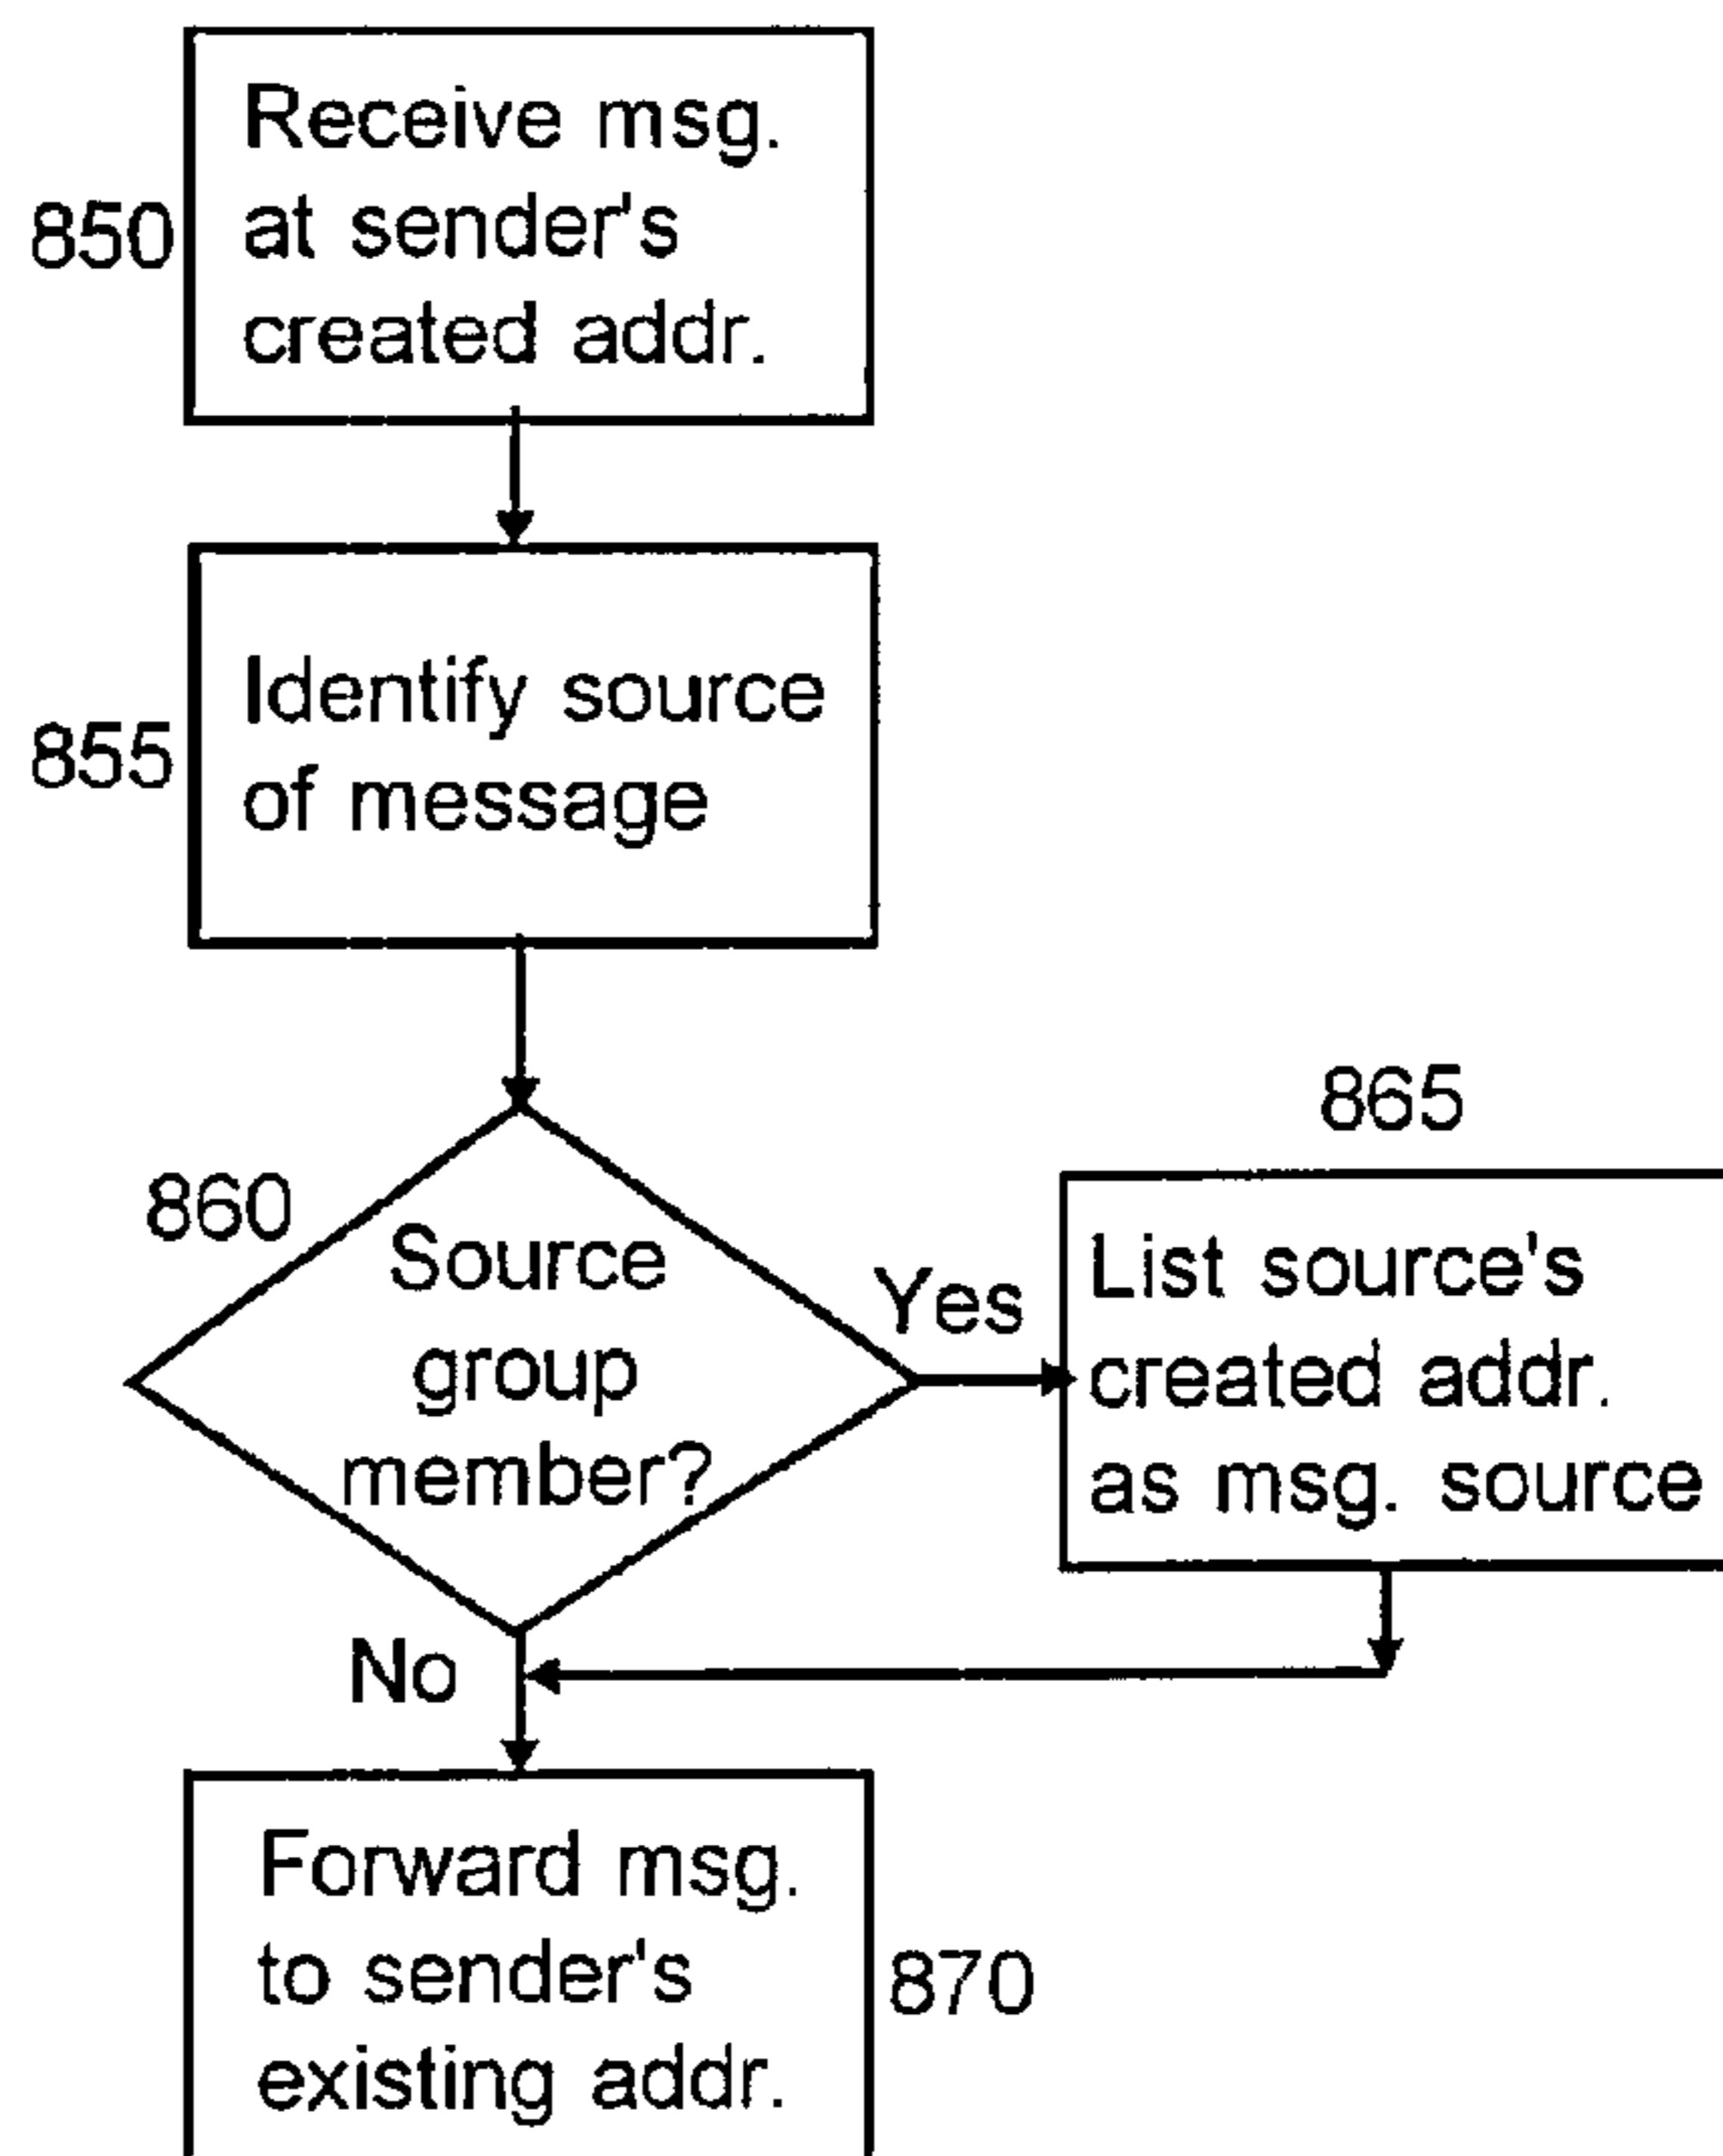 850
Receive msg.
at sender's
created addr.
855
Identify source
of message
860
Source
group
member?
Yes
865
List source's
created addr.
as msg. source
No
Forward msg.
to sender's
existing addr.
870